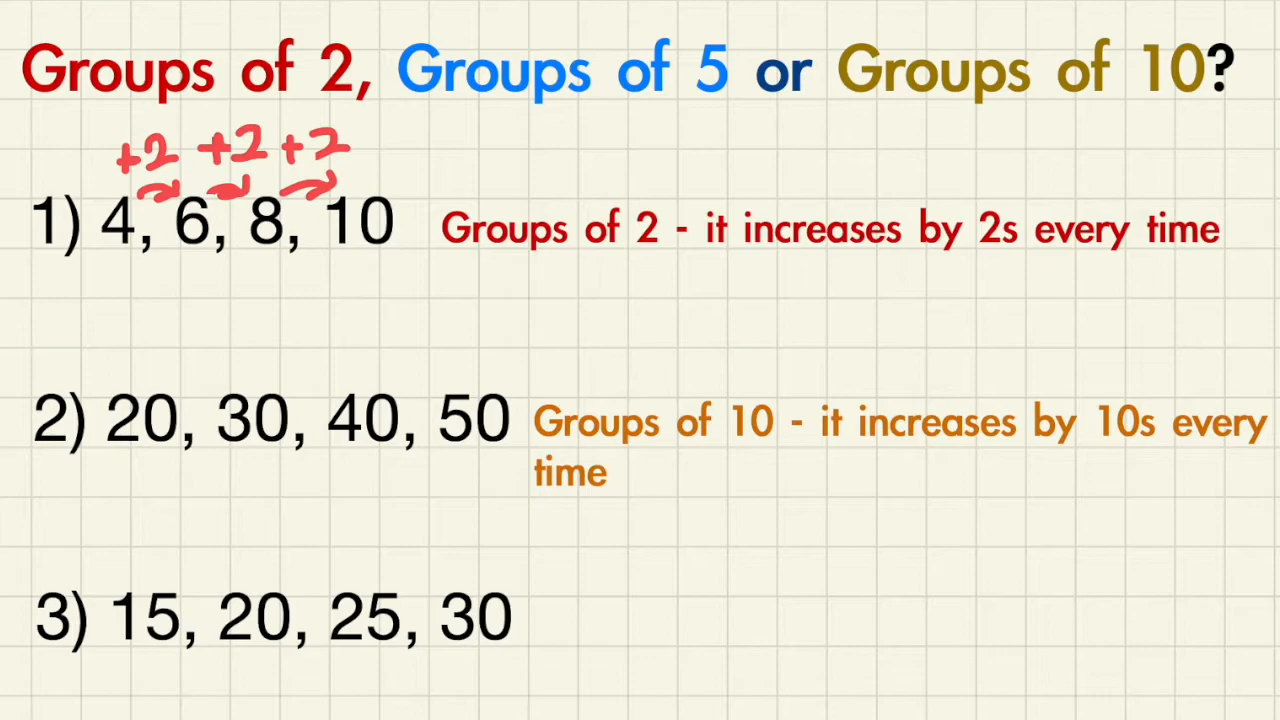 Groups of 2, Groups of 5 or Groups of 10?
+2 +2 +2
1) 4, 6, 8, 10 Groups of 2 - it increases by 2s every time
2) 20, 30, 40, 50 Groups of 10 - it increases by 10s every
time
3) 15, 20, 25, 30